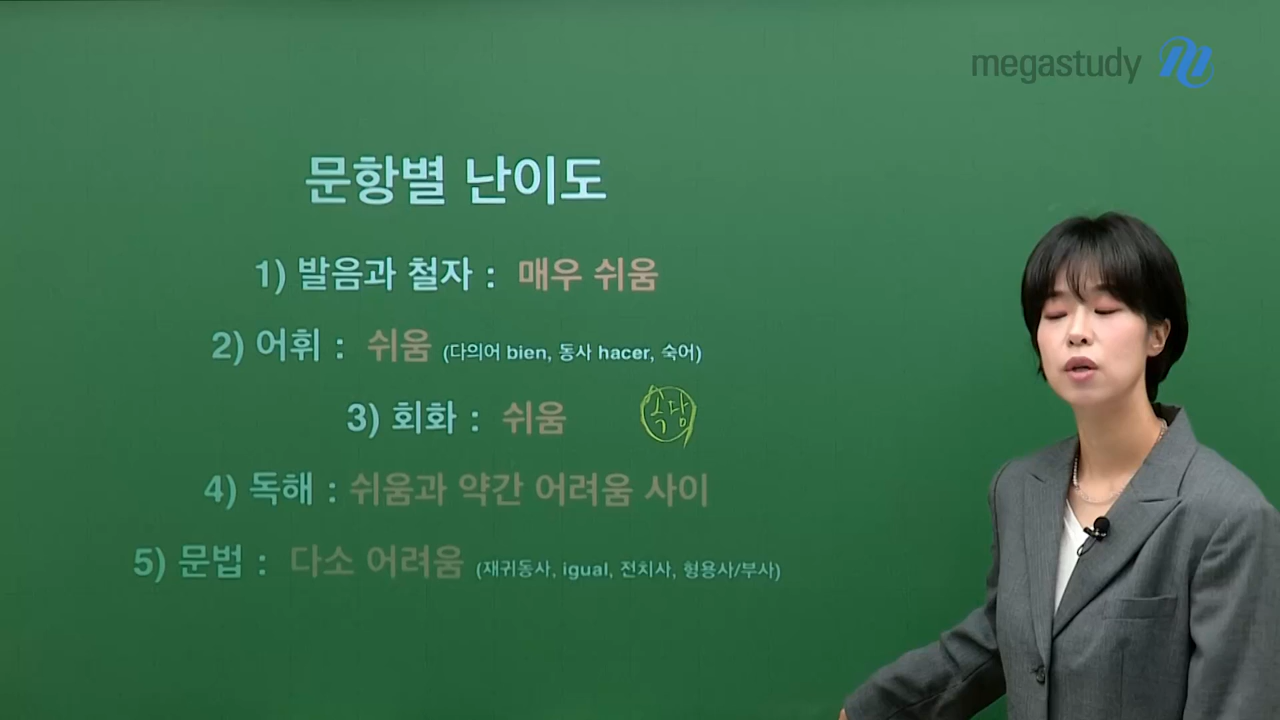 megastudy
문항별 난이도
1) 발음과 철자 : 매우 쉬움
2) 어휘 : 쉬움 (다의어 bien, 동사 hacer, 숙어)
3) 회화 : 쉬움 속담
4) 독해 : 쉬움과 약간 어려움 사이
5) 문법 : 다소 어려움 (재귀동사, igual, 전치사, 형용사/부사)